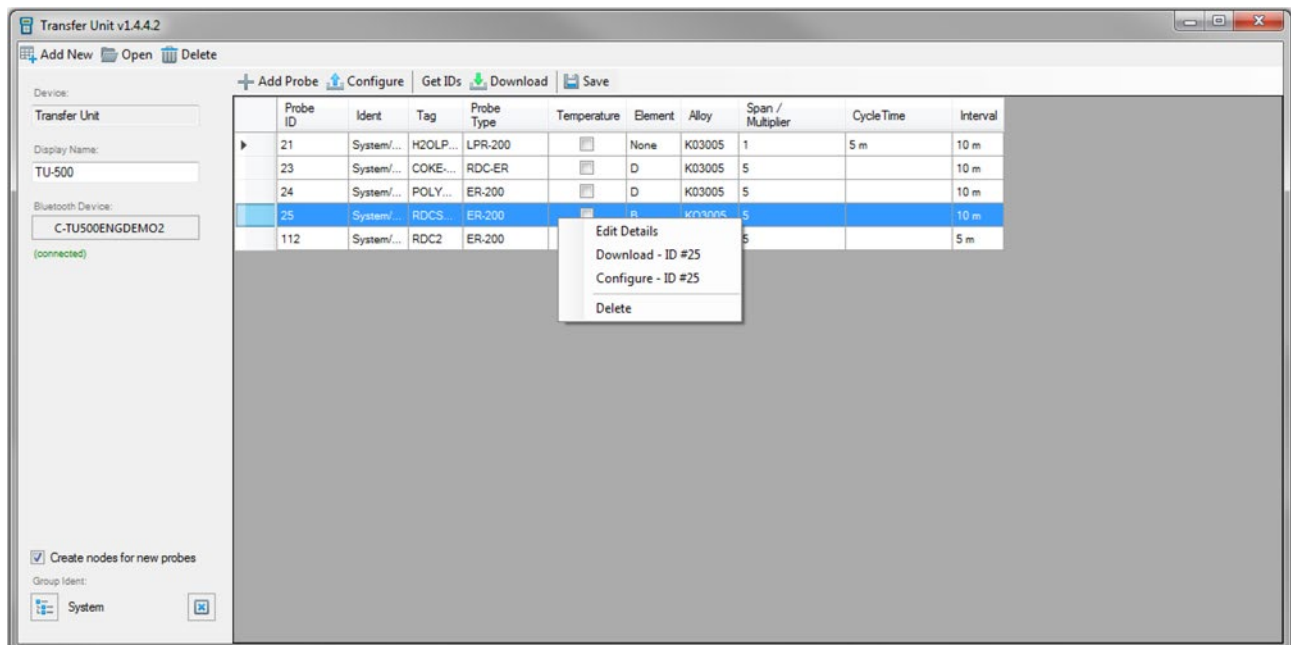 Transfer Unit v1.4.4.2
Add New Open Delete
Add Probe Configure Get IDs Download Save
Device:
Transfer Unit
Display Name:
TU-500
Bluetooth Device:
C-TU500ENGDEMO2
(connected)
Probe ID Ident Tag Probe Type Temperature Element Alloy Span / Multiplier Cycle Time Interval
21 System/... H2OLP... LPR-200 None K03005 1 5 m 10 m
23 System/... COKE-... RDC-ER D K03005 5 10 m
24 System/... POLY... ER-200 D K03005 5 10 m
25 System/... RDCS... ER-200 B K03005 5 10 m
112 System/... RDC2 ER-200 5 5 m
Edit Details
Download - ID #25
Configure - ID #25
Delete
Create nodes for new probes
Group Ident:
System